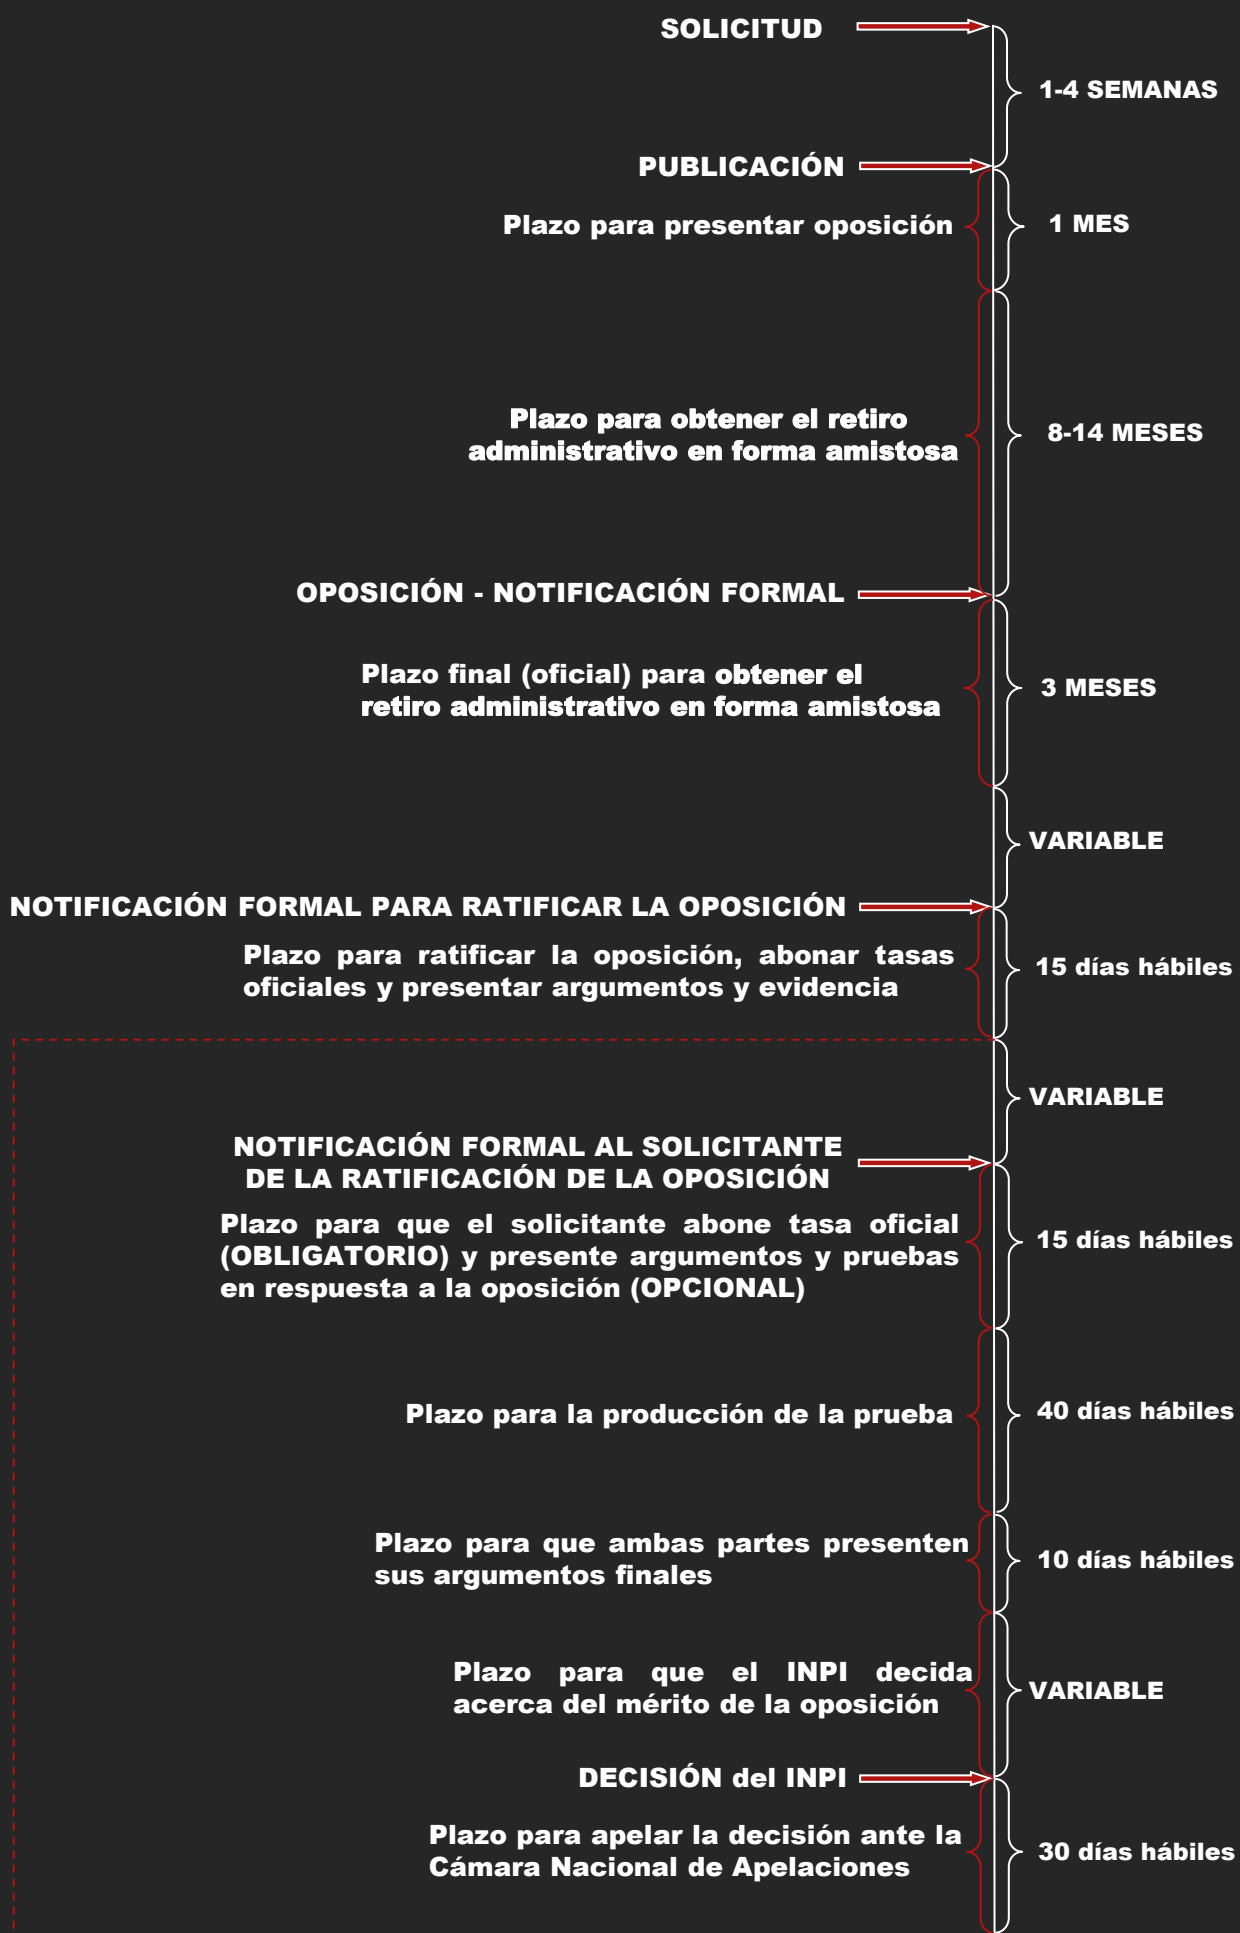 SOLICITUD
1-4 SEMANAS
PUBLICACIÓN
Plazo para presentar oposición
1 MES
Plazo para obtener el retiro
administrativo en forma amistosa
8-14 MESES
OPOSICIÓN - NOTIFICACIÓN FORMAL
Plazo final (oficial) para obtener el
retiro administrativo en forma amistosa
3 MESES
VARIABLE
NOTIFICACIÓN FORMAL PARA RATIFICAR LA OPOSICIÓN
Plazo para ratificar la oposición, abonar tasas
oficiales y presentar argumentos y evidencia
15 días hábiles
VARIABLE
NOTIFICACIÓN FORMAL AL SOLICITANTE
DE LA RATIFICACIÓN DE LA OPOSICIÓN
Plazo para que el solicitante abone tasa oficial
(OBLIGATORIO) y presente argumentos y pruebas
en respuesta a la oposición (OPCIONAL)
15 días hábiles
Plazo para la producción de la prueba
40 días hábiles
Plazo para que ambas partes presenten
sus argumentos finales
10 días hábiles
Plazo para que el INPI decida
acerca del mérito de la oposición
VARIABLE
DECISIÓN del INPI
Plazo para apelar la decisión ante la
Cámara Nacional de Apelaciones
30 días hábiles